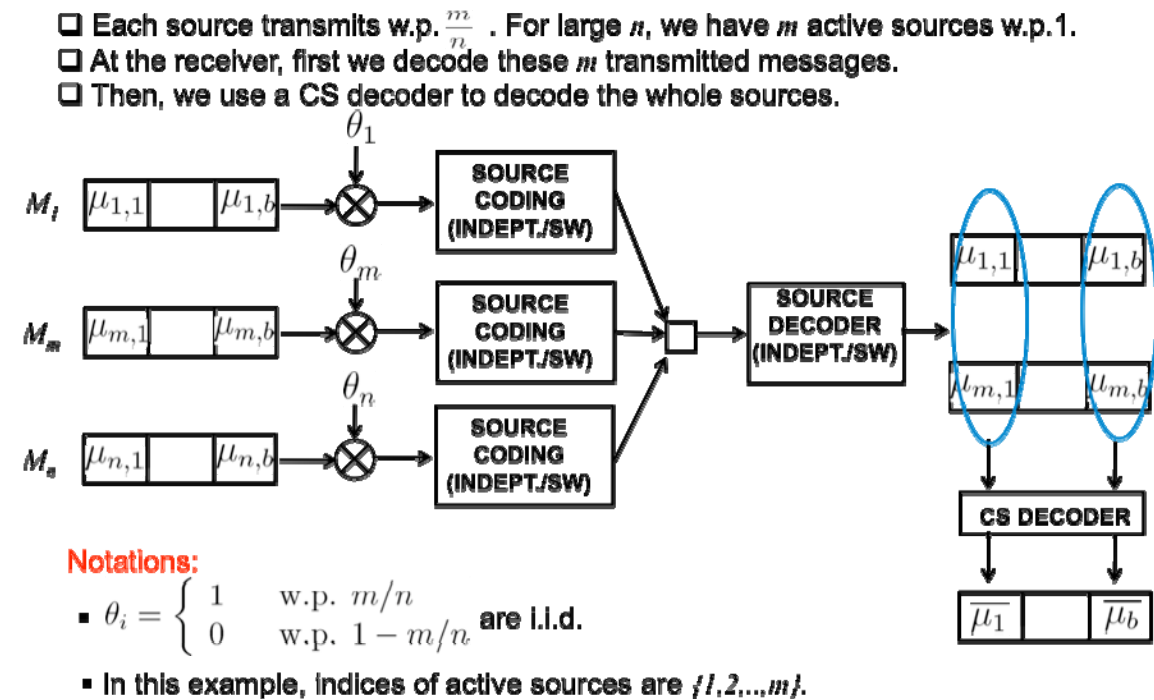 ❑ Each source transmits w.p. m/n . For large n, we have m active sources w.p.1.
❑ At the receiver, first we decode these m transmitted messages.
❑ Then, we use a CS decoder to decode the whole sources.
θ₁
M₁ μ₁,₁ μ₁,b
SOURCE
CODING
(INDEPT./SW)
θₘ
Mₘ μₘ,₁ μₘ,b
SOURCE
CODING
(INDEPT./SW)
θₙ
Mₙ μₙ,₁ μₙ,b
SOURCE
CODING
(INDEPT./SW)
SOURCE
DECODER
(INDEPT./SW)
μ₁,₁ μ₁,b
μₘ,₁ μₘ,b
CS DECODER
μ̅₁ μ̅b
Notations:
▪ θᵢ = { 1 w.p. m/n
0 w.p. 1 − m/n are i.i.d.
▪ In this example, indices of active sources are {1,2,..,m}.